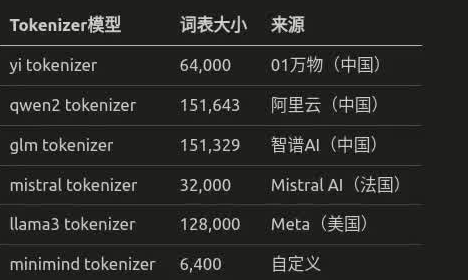 Tokenizer模型 词表大小 来源
yi tokenizer 64,000 01万物（中国）
qwen2 tokenizer 151,643 阿里云（中国）
glm tokenizer 151,329 智谱AI（中国）
mistral tokenizer 32,000 Mistral AI（法国）
llama3 tokenizer 128,000 Meta（美国）
minimind tokenizer 6,400 自定义